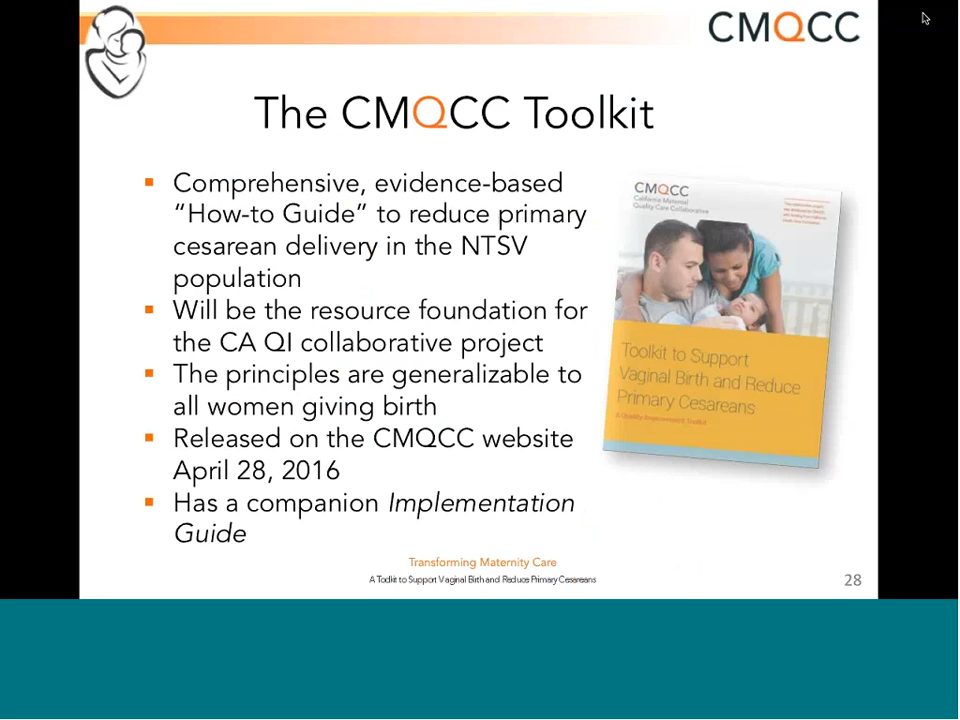 CMQCC
The CMQCC Toolkit
▪ Comprehensive, evidence-based
“How-to Guide” to reduce primary
cesarean delivery in the NTSV
population
▪ Will be the resource foundation for
the CA QI collaborative project
▪ The principles are generalizable to
all women giving birth
▪ Released on the CMQCC website
April 28, 2016
▪ Has a companion Implementation
Guide
CMQCC
California Maternal
Quality Care Collaborative
Toolkit to Support
Vaginal Birth and Reduce
Primary Cesareans
A Quality Improvement Toolkit
Transforming Maternity Care
A Toolkit to Support Vaginal Birth and Reduce Primary Cesareans
28